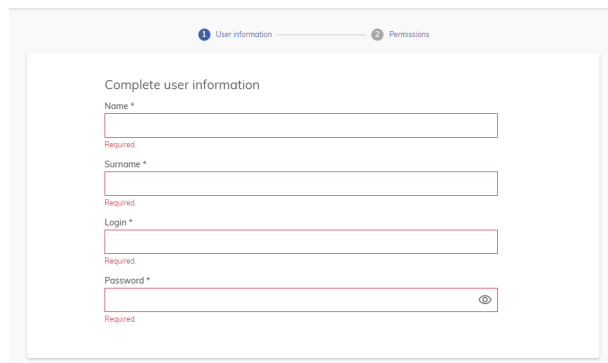 1 User information 2 Permissions
Complete user information
Name *
Required.
Surname *
Required.
Login *
Required.
Password *
Required.